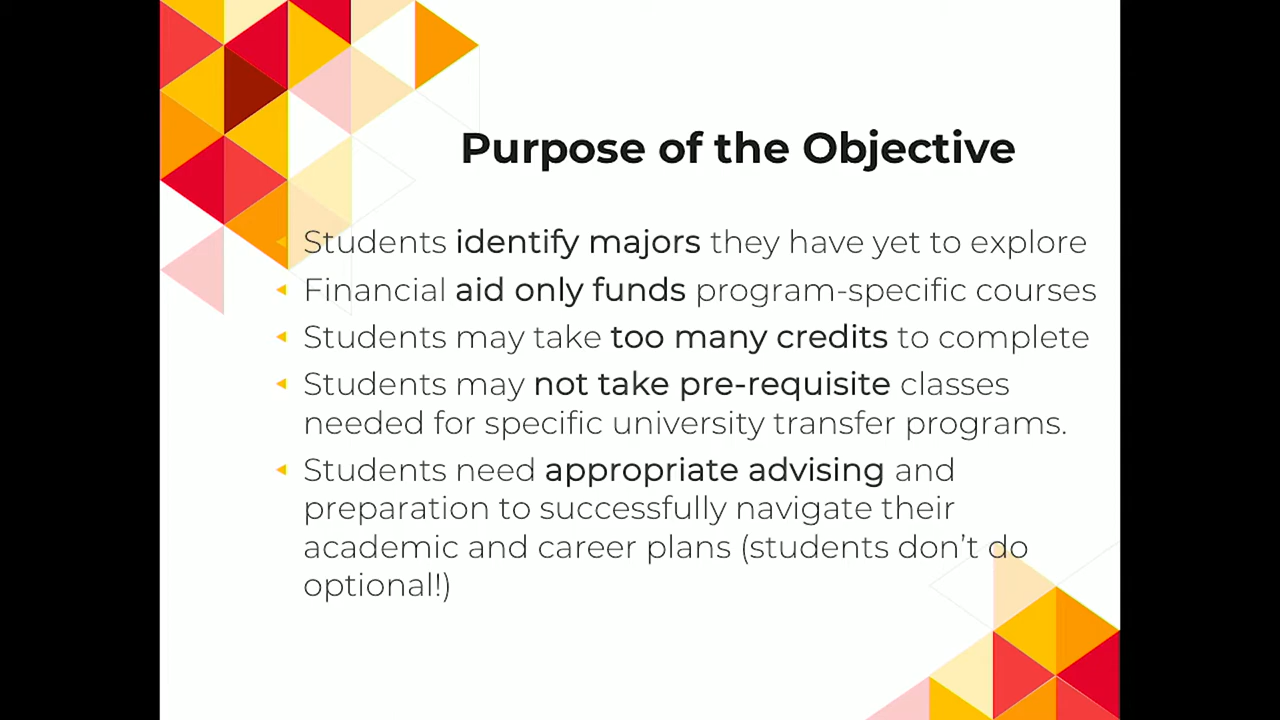 Purpose of the Objective
Students identify majors they have yet to explore
Financial aid only funds program-specific courses
Students may take too many credits to complete
Students may not take pre-requisite classes
needed for specific university transfer programs.
Students need appropriate advising and
preparation to successfully navigate their
academic and career plans (students don’t do
optional!)